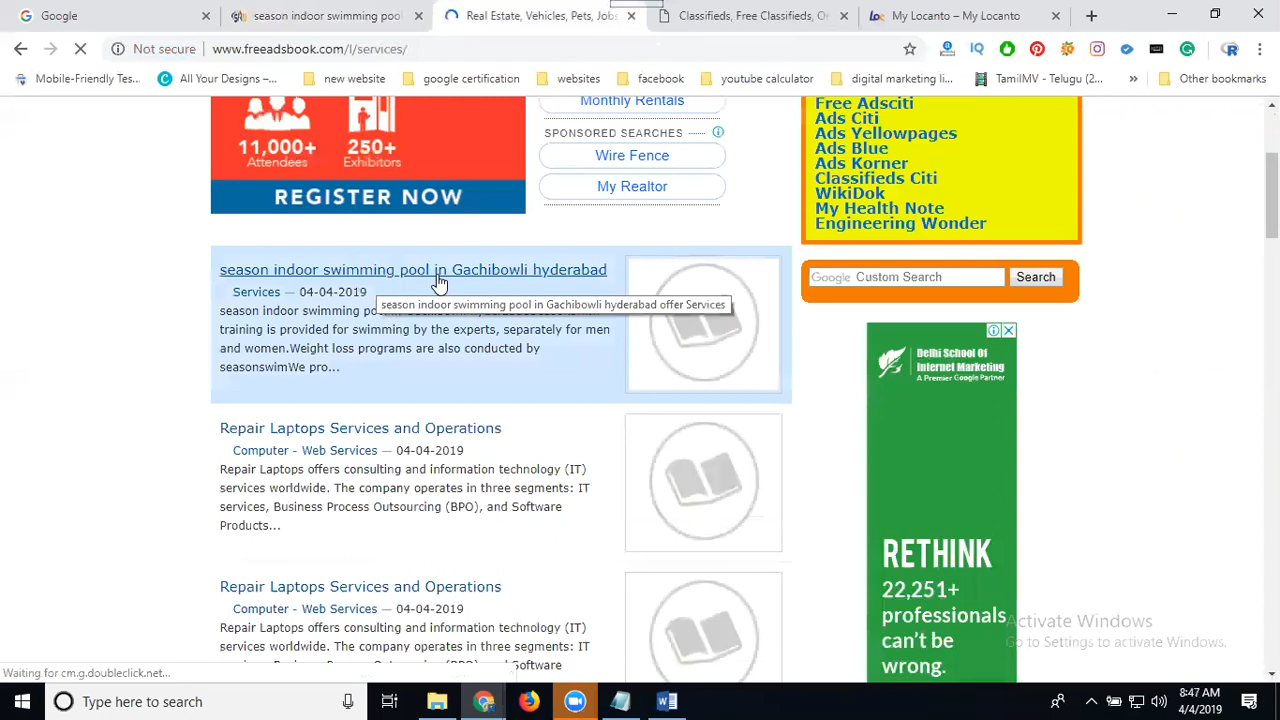 Google
season indoor swimming pool
Real Estate, Vehicles, Pets, Jobs
Classifieds, Free Classifieds, O
My Locanto – My Locanto
Not secure
www.freeadsbook.com/l/services/
Mobile-Friendly Tes...
All Your Designs –...
new website
google certification
websites
facebook
youtube calculator
digital marketing li...
TamilMV - Telugu (2...
Other bookmarks
11,000+ 250+
Attendees Exhibitors
REGISTER NOW
Monthly Rentals
SPONSORED SEARCHES
Wire Fence
My Realtor
Free Adsciti
Ads Citi
Ads Yellowpages
Ads Blue
Ads Korner
Classifieds Citi
WikiDok
My Health Note
Engineering Wonder
Google Custom Search Search
season indoor swimming pool in Gachibowli hyderabad
Services — 04-04-2019
season indoor swimming pool in Gachibowli hyderabad offer Services
season indoor swimming
training is provided for swimming by the experts, separately for men
and women.Weight loss programs are also conducted by
seasonswimWe pro...
Repair Laptops Services and Operations
Computer - Web Services — 04-04-2019
Repair Laptops offers consulting and information technology (IT)
services worldwide. The company operates in three segments: IT
services, Business Process Outsourcing (BPO), and Software
Products...
Repair Laptops Services and Operations
Computer - Web Services — 04-04-2019
Repair Laptops offers consulting and information technology (IT)
services worldwide. The company operates in three segments: IT
Software
Delhi School Of
Internet Marketing
A Premier Google Partner
RETHINK
22,251+
professionals
can't be
wrong.
Activate Windows
Go to Settings to activate Windows.
Waiting for cm.g.doubleclick.net...
Type here to search
8:47 AM
4/4/2019